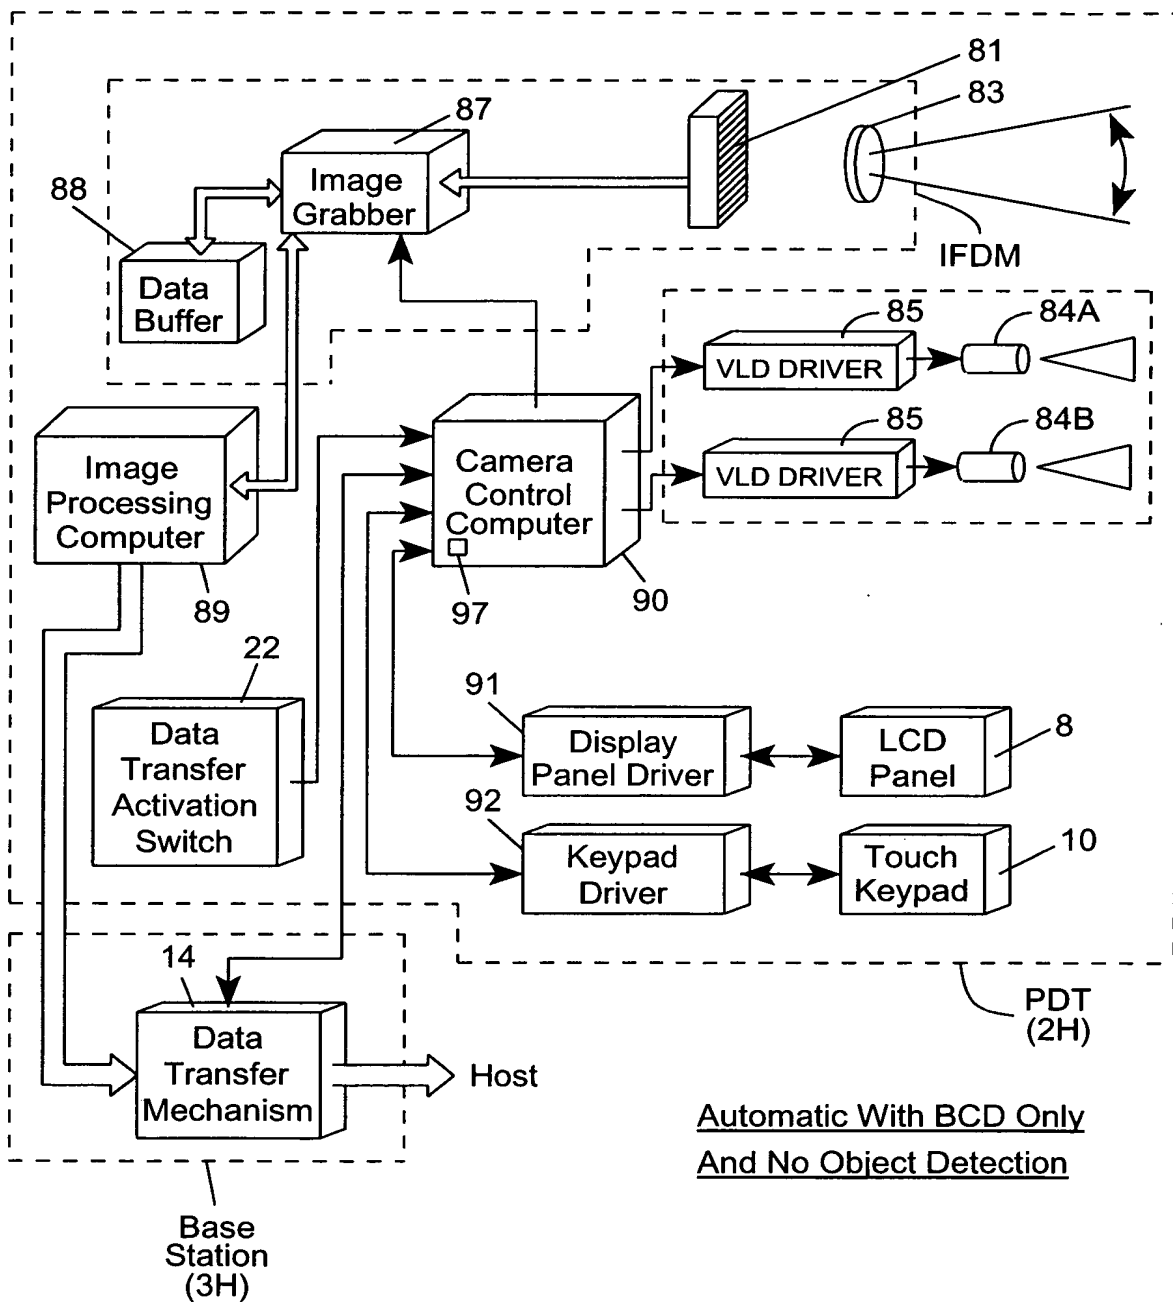 81
83
87
Image
Grabber
88
Data
Buffer
IFDM
85
84A
VLD DRIVER
85
84B
VLD DRIVER
Image
Processing
Computer
89
Camera
Control
Computer
97
90
22
Data
Transfer
Activation
Switch
91
Display
Panel Driver
LCD
Panel
8
92
Keypad
Driver
Touch
Keypad
10
14
Data
Transfer
Mechanism
Host
PDT
(2H)
Automatic With BCD Only
And No Object Detection
Base
Station
(3H)